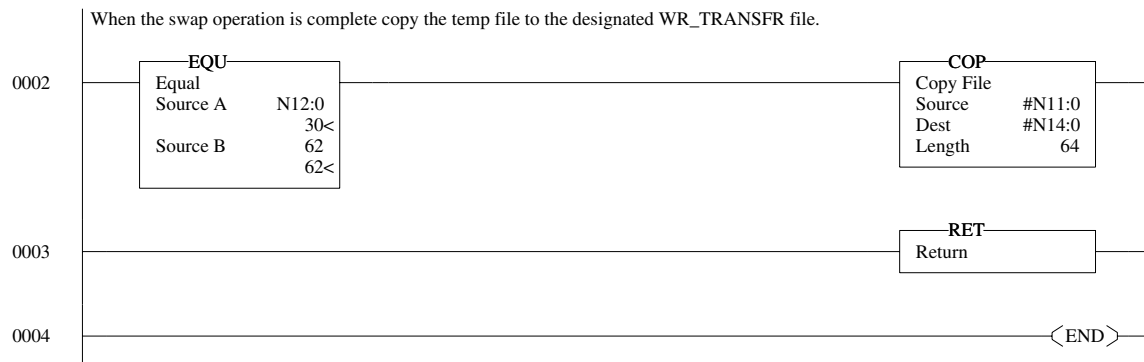 When the swap operation is complete copy the temp file to the designated WR_TRANSFR file.
0002
EQU
Equal
Source A N12:0
30<
Source B 62
62<
COP
Copy File
Source #N11:0
Dest #N14:0
Length 64
0003
RET
Return
0004
END